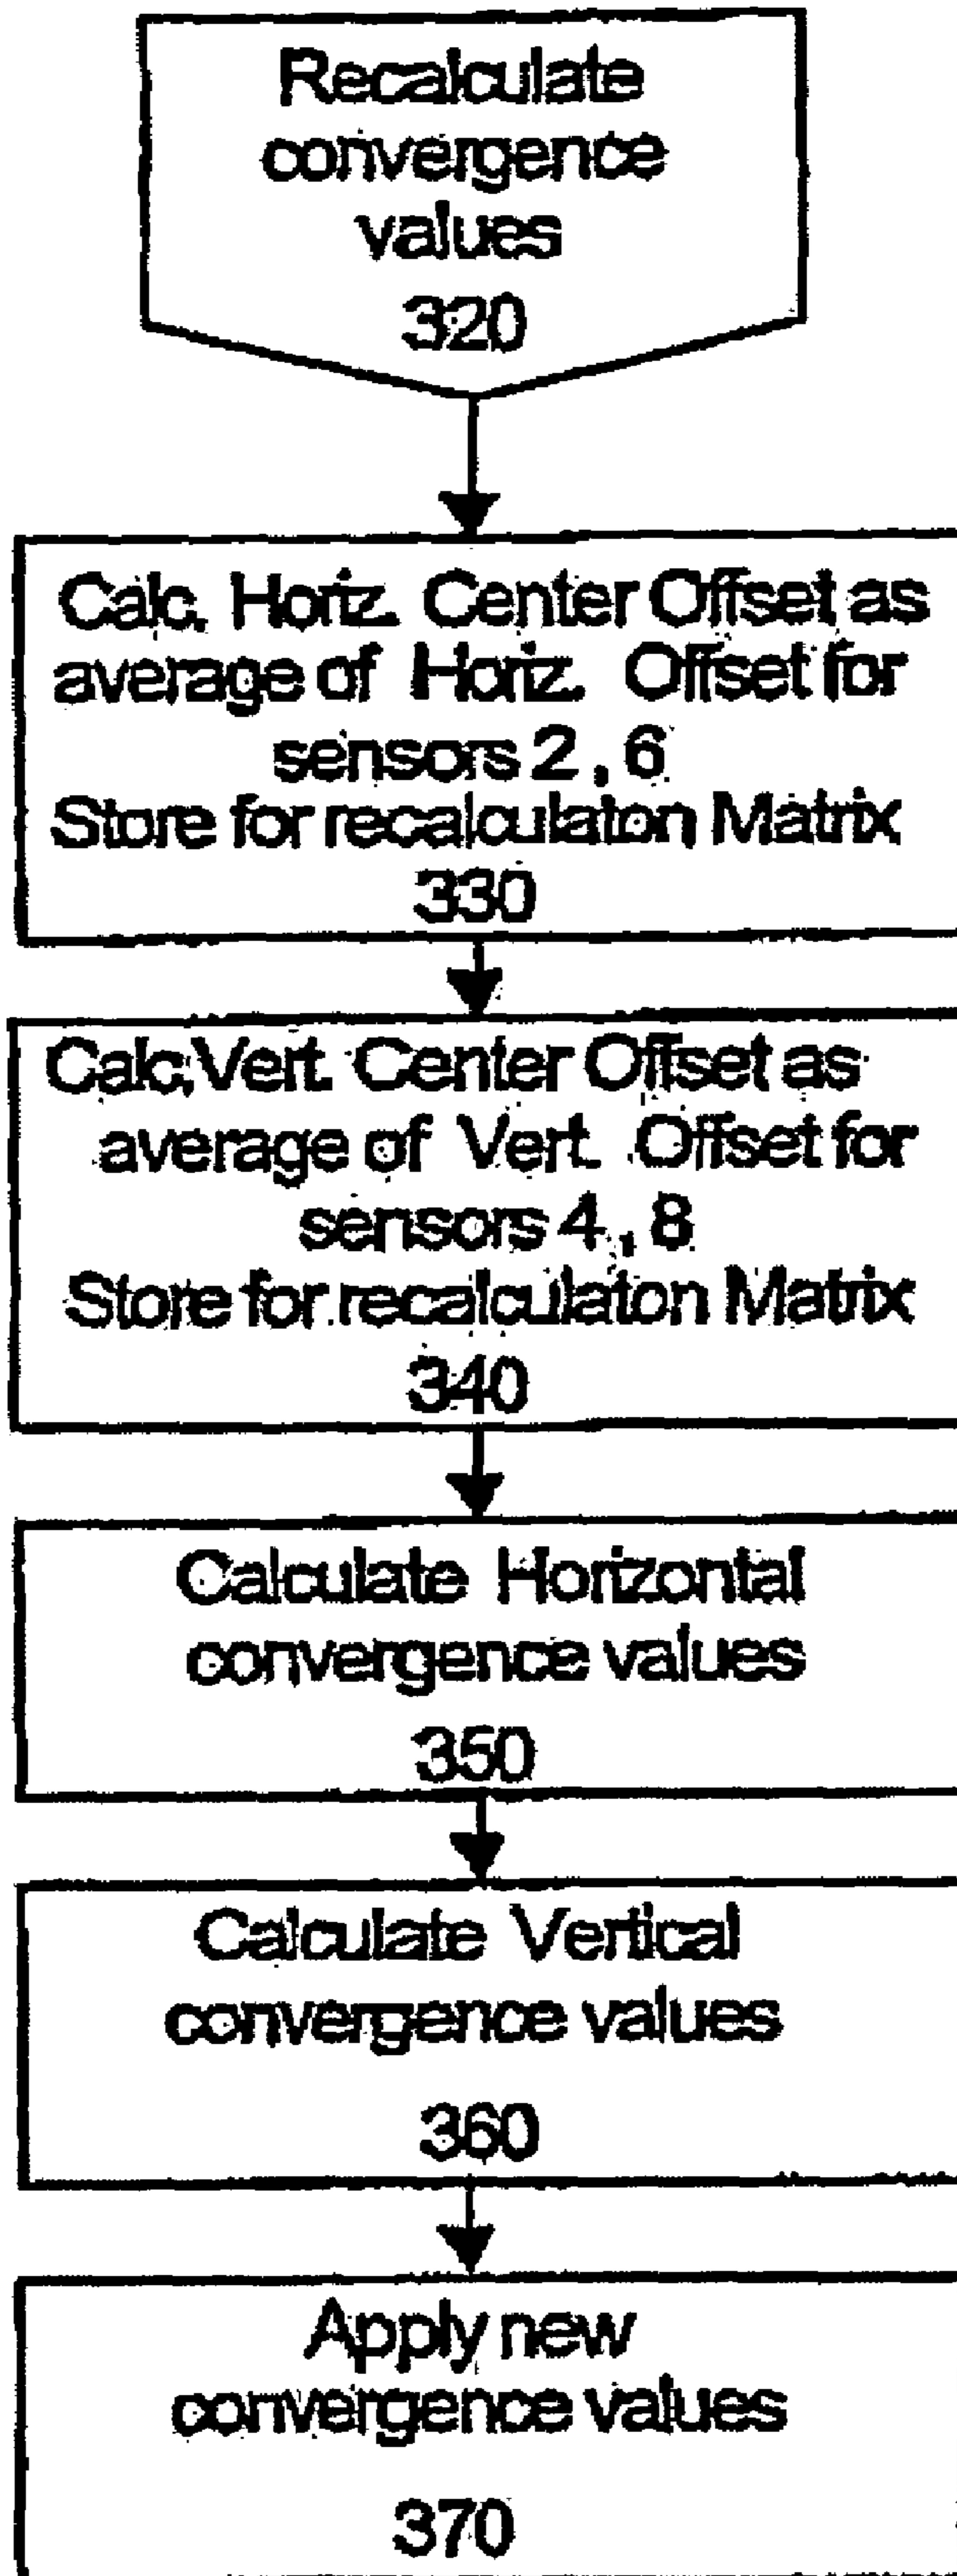 Recalculate
convergence
values
320
Calc. Horiz. Center Offset as
average of Horiz. Offset for
sensors 2 , 6
Store for recalculaton Matrix
330
Calc.Vert. Center Offset as
average of Vert. Offset for
sensors 4 , 8
Store for recalculaton Matrix
340
Calculate Horizontal
convergence values
350
Calculate Vertical
convergence values
360
Apply new
convergence values
370